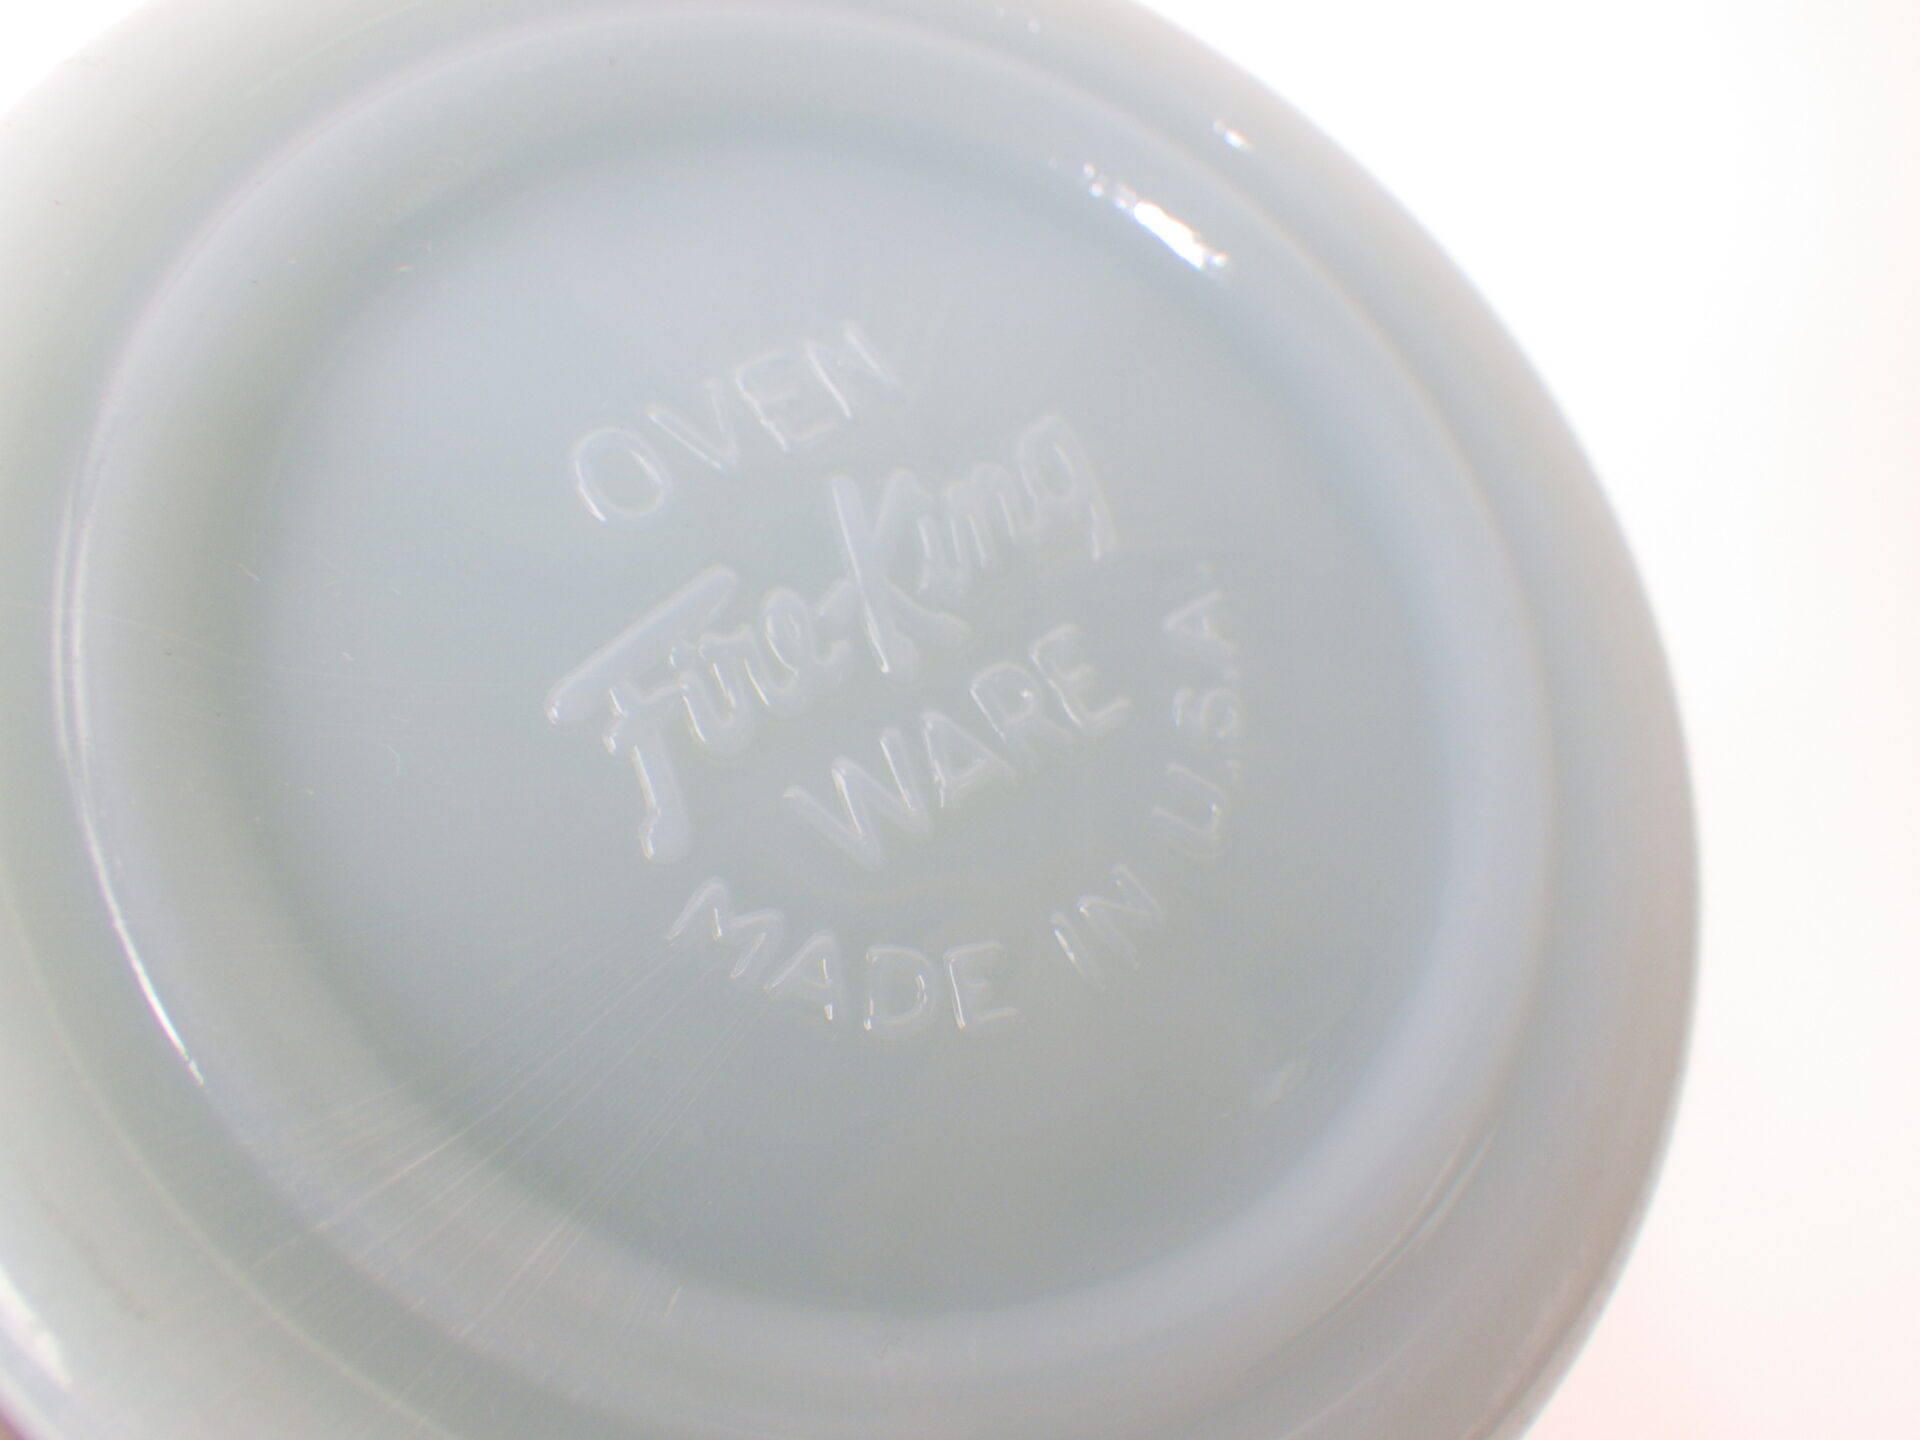 OVEN
Fire-King
WARE
MADE IN U.S.A.